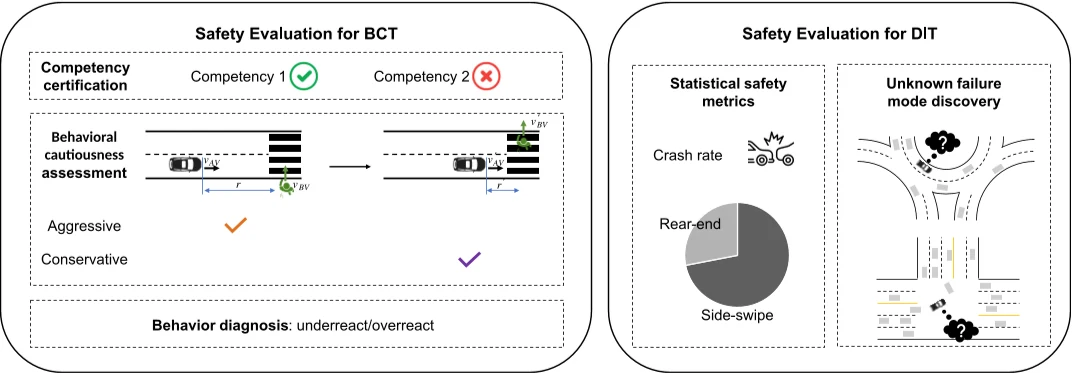 Safety Evaluation for BCT
Competency
certification
Competency 1
Competency 2
Behavioral
cautiousness
assessment
v_AV
r
v_BV
v_AV
r
v_BV
Aggressive
Conservative
Behavior diagnosis: underreact/overreact
Safety Evaluation for DIT
Statistical safety
metrics
Crash rate
Rear-end
Side-swipe
Unknown failure
mode discovery
?
?